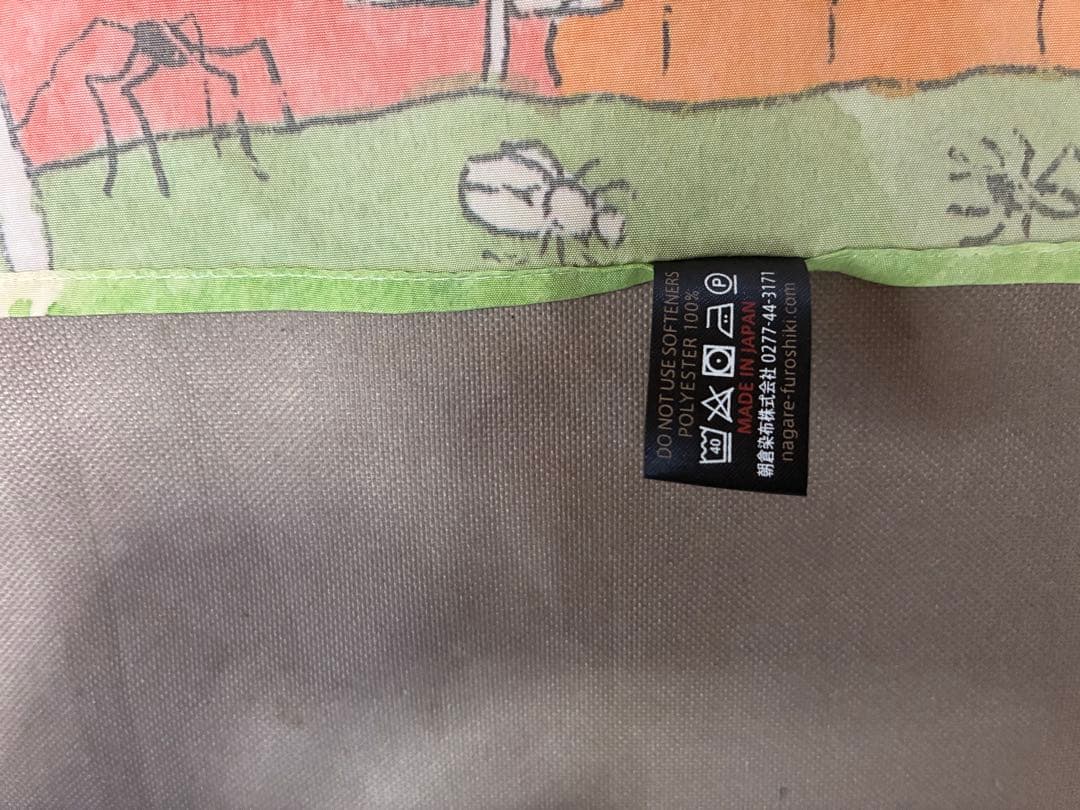 DO NOT USE SOFTENERS
POLYESTER 100%
40 P
MADE IN JAPAN
朝倉染布株式会社 0277-44-3171
nagare-furoshiki.com